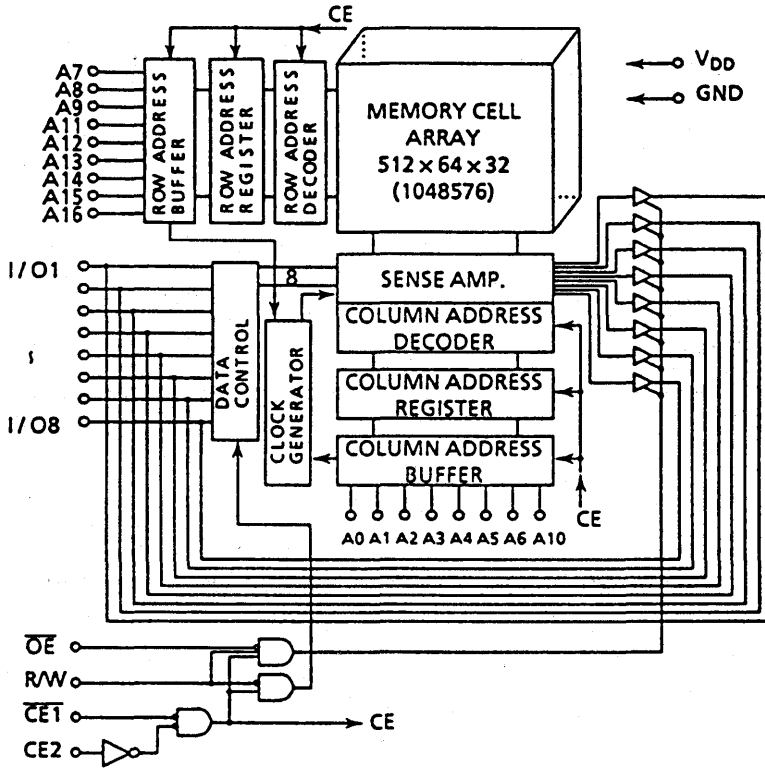 CE
A7
A8
A9
A11
A12
A13
A14
A15
A16
ROW ADDRESS
BUFFER
ROW ADDRESS
REGISTER
ROW ADDRESS
DECODER
MEMORY CELL
ARRAY
512 x 64 x 32
(1048576)
VDD
GND
I/O1
I/O8
DATA
CONTROL
8
CLOCK
GENERATOR
SENSE AMP.
COLUMN ADDRESS
DECODER
COLUMN ADDRESS
REGISTER
COLUMN ADDRESS
BUFFER
A0 A1 A2 A3 A4 A5 A6 A10
CE
O̅E̅
R/W
C̅E̅1̅
CE2
CE